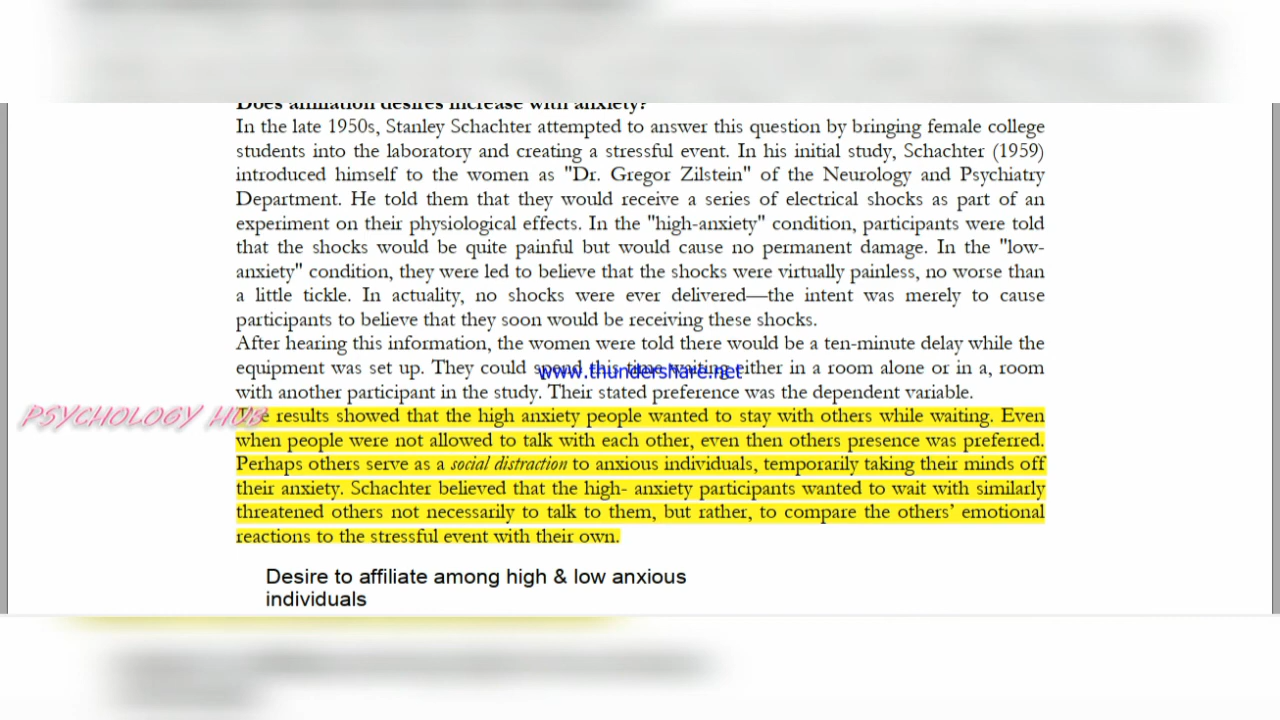 Does affiliation desires increase with anxiety?
In the late 1950s, Stanley Schachter attempted to answer this question by bringing female college
students into the laboratory and creating a stressful event. In his initial study, Schachter (1959)
introduced himself to the women as "Dr. Gregor Zilstein" of the Neurology and Psychiatry
Department. He told them that they would receive a series of electrical shocks as part of an
experiment on their physiological effects. In the "high-anxiety" condition, participants were told
that the shocks would be quite painful but would cause no permanent damage. In the "low-
anxiety" condition, they were led to believe that the shocks were virtually painless, no worse than
a little tickle. In actuality, no shocks were ever delivered—the intent was merely to cause
participants to believe that they soon would be receiving these shocks.
After hearing this information, the women were told there would be a ten-minute delay while the
equipment was set up. They could spend this time waiting either in a room alone or in a, room
www.thundershare.net
with another participant in the study. Their stated preference was the dependent variable.
PSYCHOLOGY HUB
The results showed that the high anxiety people wanted to stay with others while waiting. Even
when people were not allowed to talk with each other, even then others presence was preferred.
Perhaps others serve as a social distraction to anxious individuals, temporarily taking their minds off
their anxiety. Schachter believed that the high- anxiety participants wanted to wait with similarly
threatened others not necessarily to talk to them, but rather, to compare the others’ emotional
reactions to the stressful event with their own.
Desire to affiliate among high & low anxious
individuals